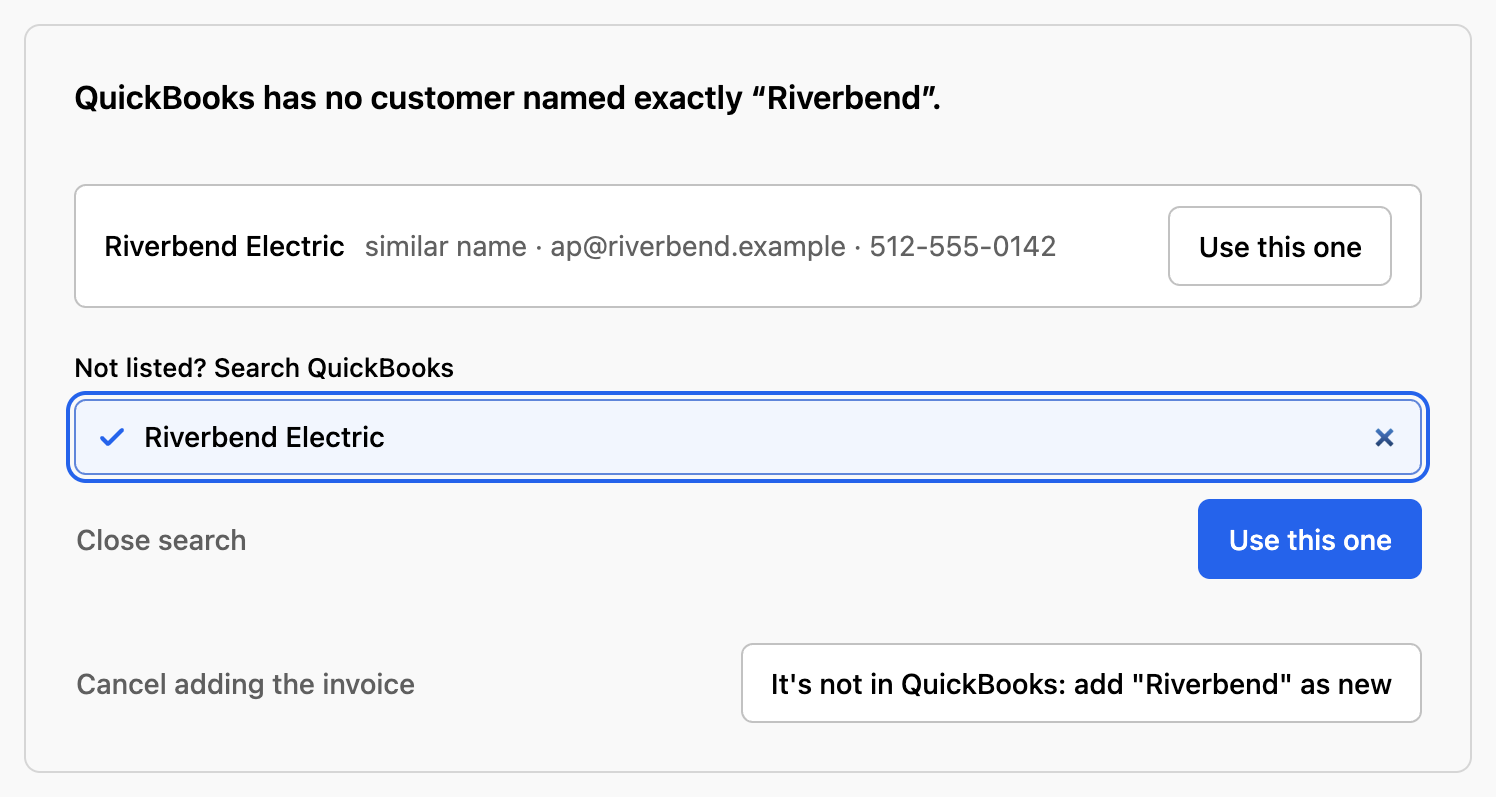 QuickBooks has no customer named exactly “Riverbend”.
Riverbend Electric similar name · ap@riverbend.example · 512-555-0142 Use this one
Not listed? Search QuickBooks
Riverbend Electric
Close search Use this one
Cancel adding the invoice It's not in QuickBooks: add "Riverbend" as new